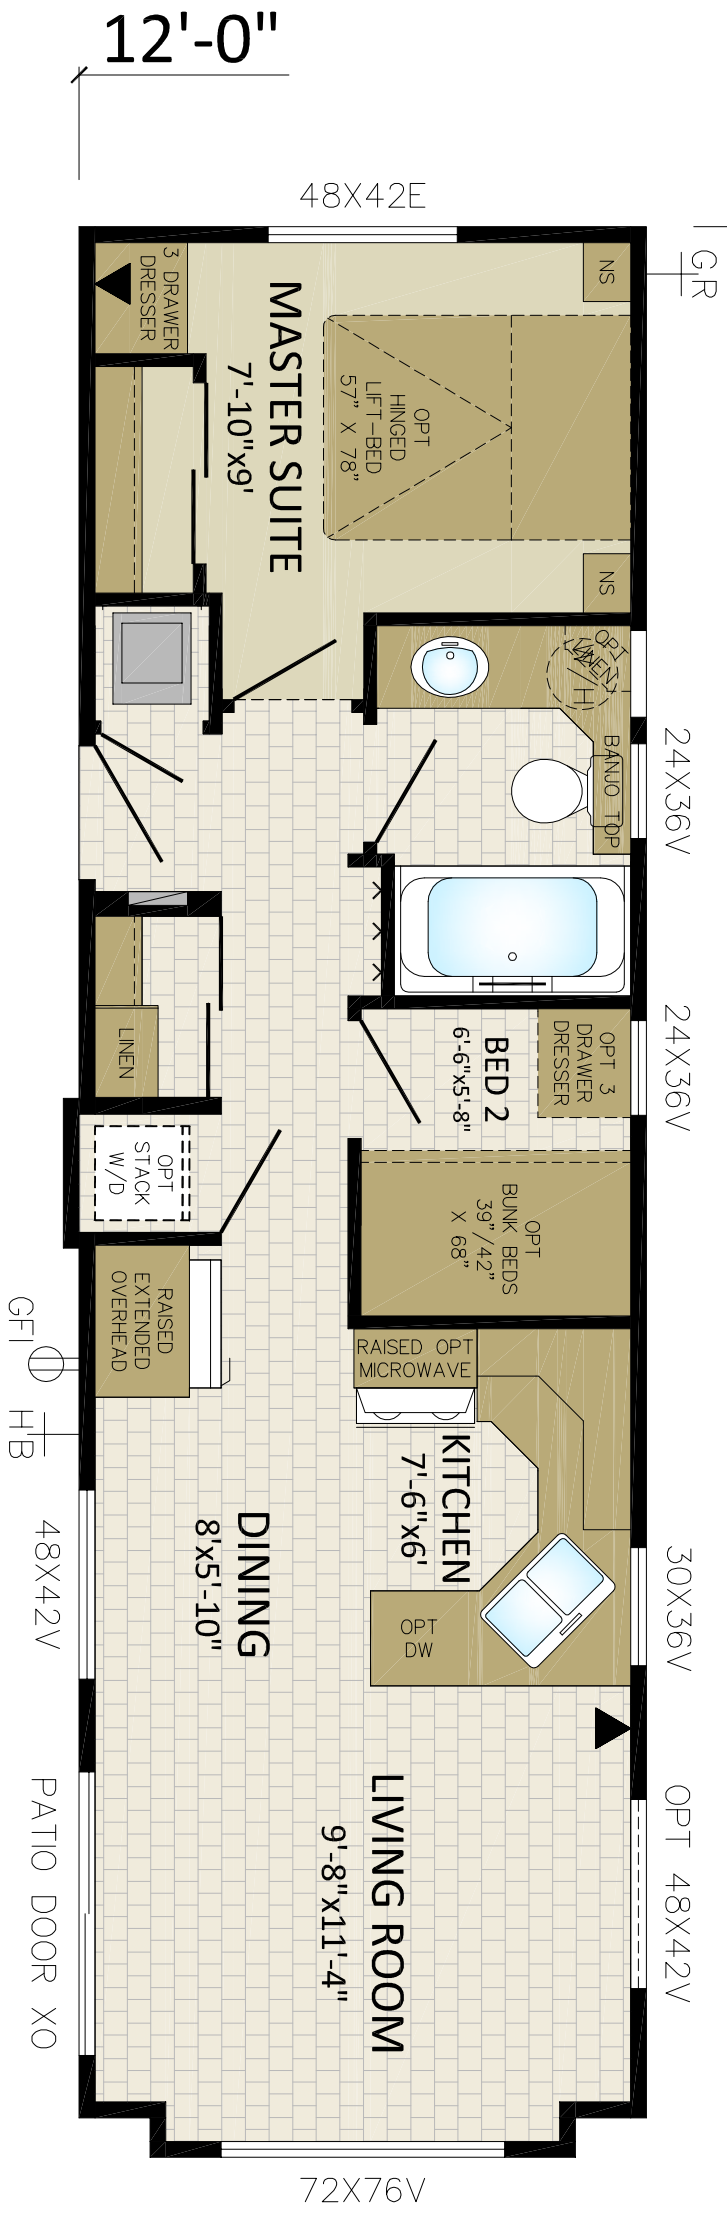 12'-0"
48X42E
GR
3 DRAWER
DRESSER
NS
MASTER SUITE
7'-10"x9'
OPT
HINGED
LIFT-BED
57" X 78"
NS
OPT
LINEN
W/H
BANJO TOP
24X36V
LINEN
BED 2
6'-6"x5'-8"
OPT 3
DRAWER
DRESSER
24X36V
OPT
STACK
W/D
OPT
BUNK BEDS
39"/42"
X 68"
RAISED
EXTENDED
OVERHEAD
GFI
HB
RAISED OPT
MICROWAVE
KITCHEN
7'-6"x6'
DINING
8'x5'-10"
48X42V
30X36V
OPT
DW
LIVING ROOM
9'-8"x11'-4"
PATIO DOOR XO
OPT 48X42V
72X76V